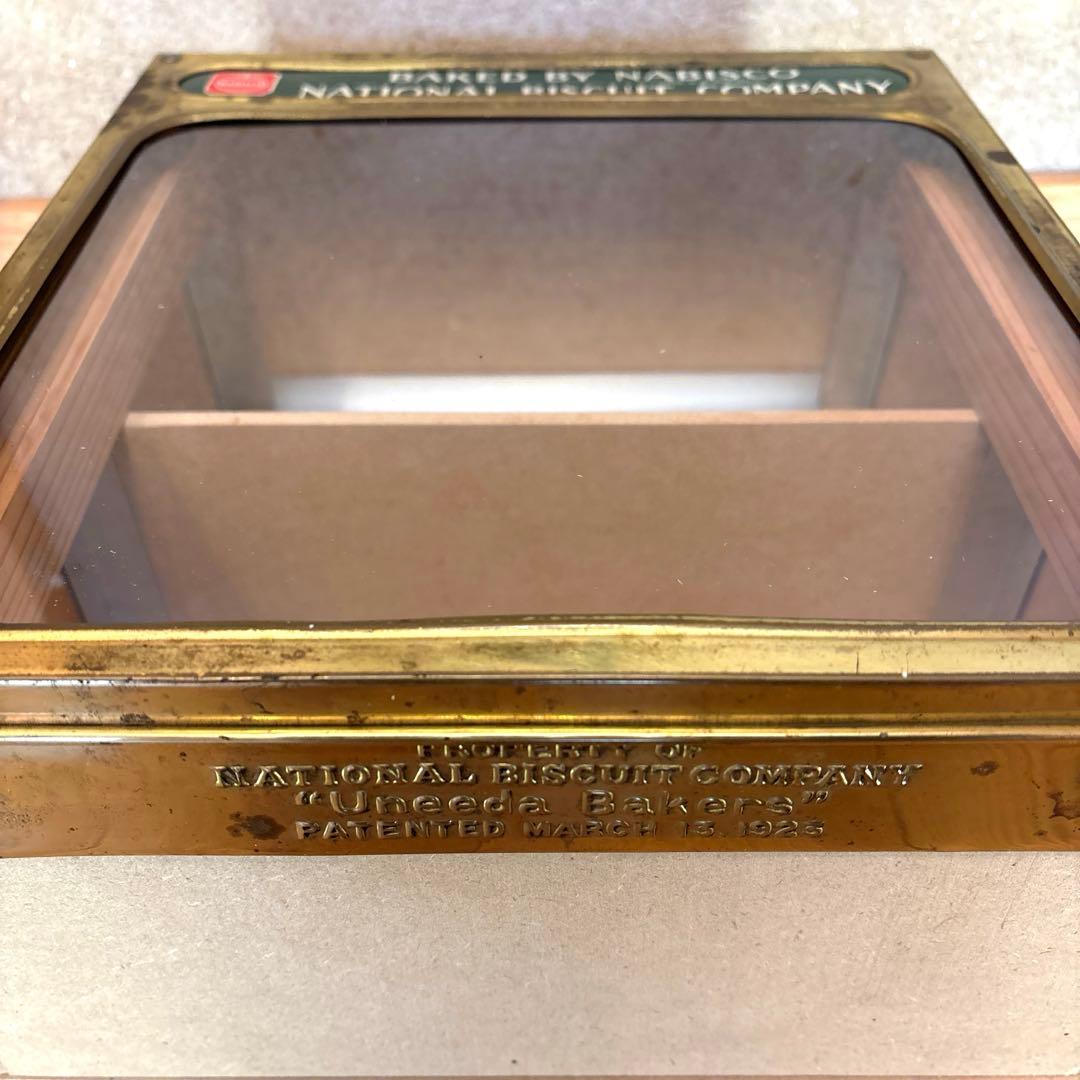 BAKED BY NABISCO
NATIONAL BISCUIT COMPANY
PROPERTY OF
NATIONAL BISCUIT COMPANY
"Uneeda Bakers"
PATENTED MARCH 13, 1923